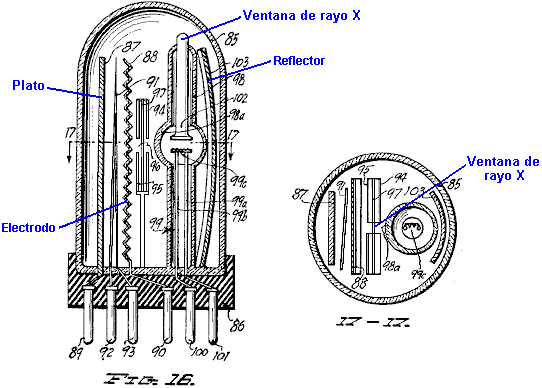 Ventana de rayo X
87
88
85
103
Reflector
91
98
Plato
97
94
98a
102
17
17
96
99c
95
Electrodo
99a
99
99b
86
89
92
93
90
100
101
FIG. 16.
Ventana de
rayo X
95
94
85
87
91
97
103
88
98a
99c
17-17.